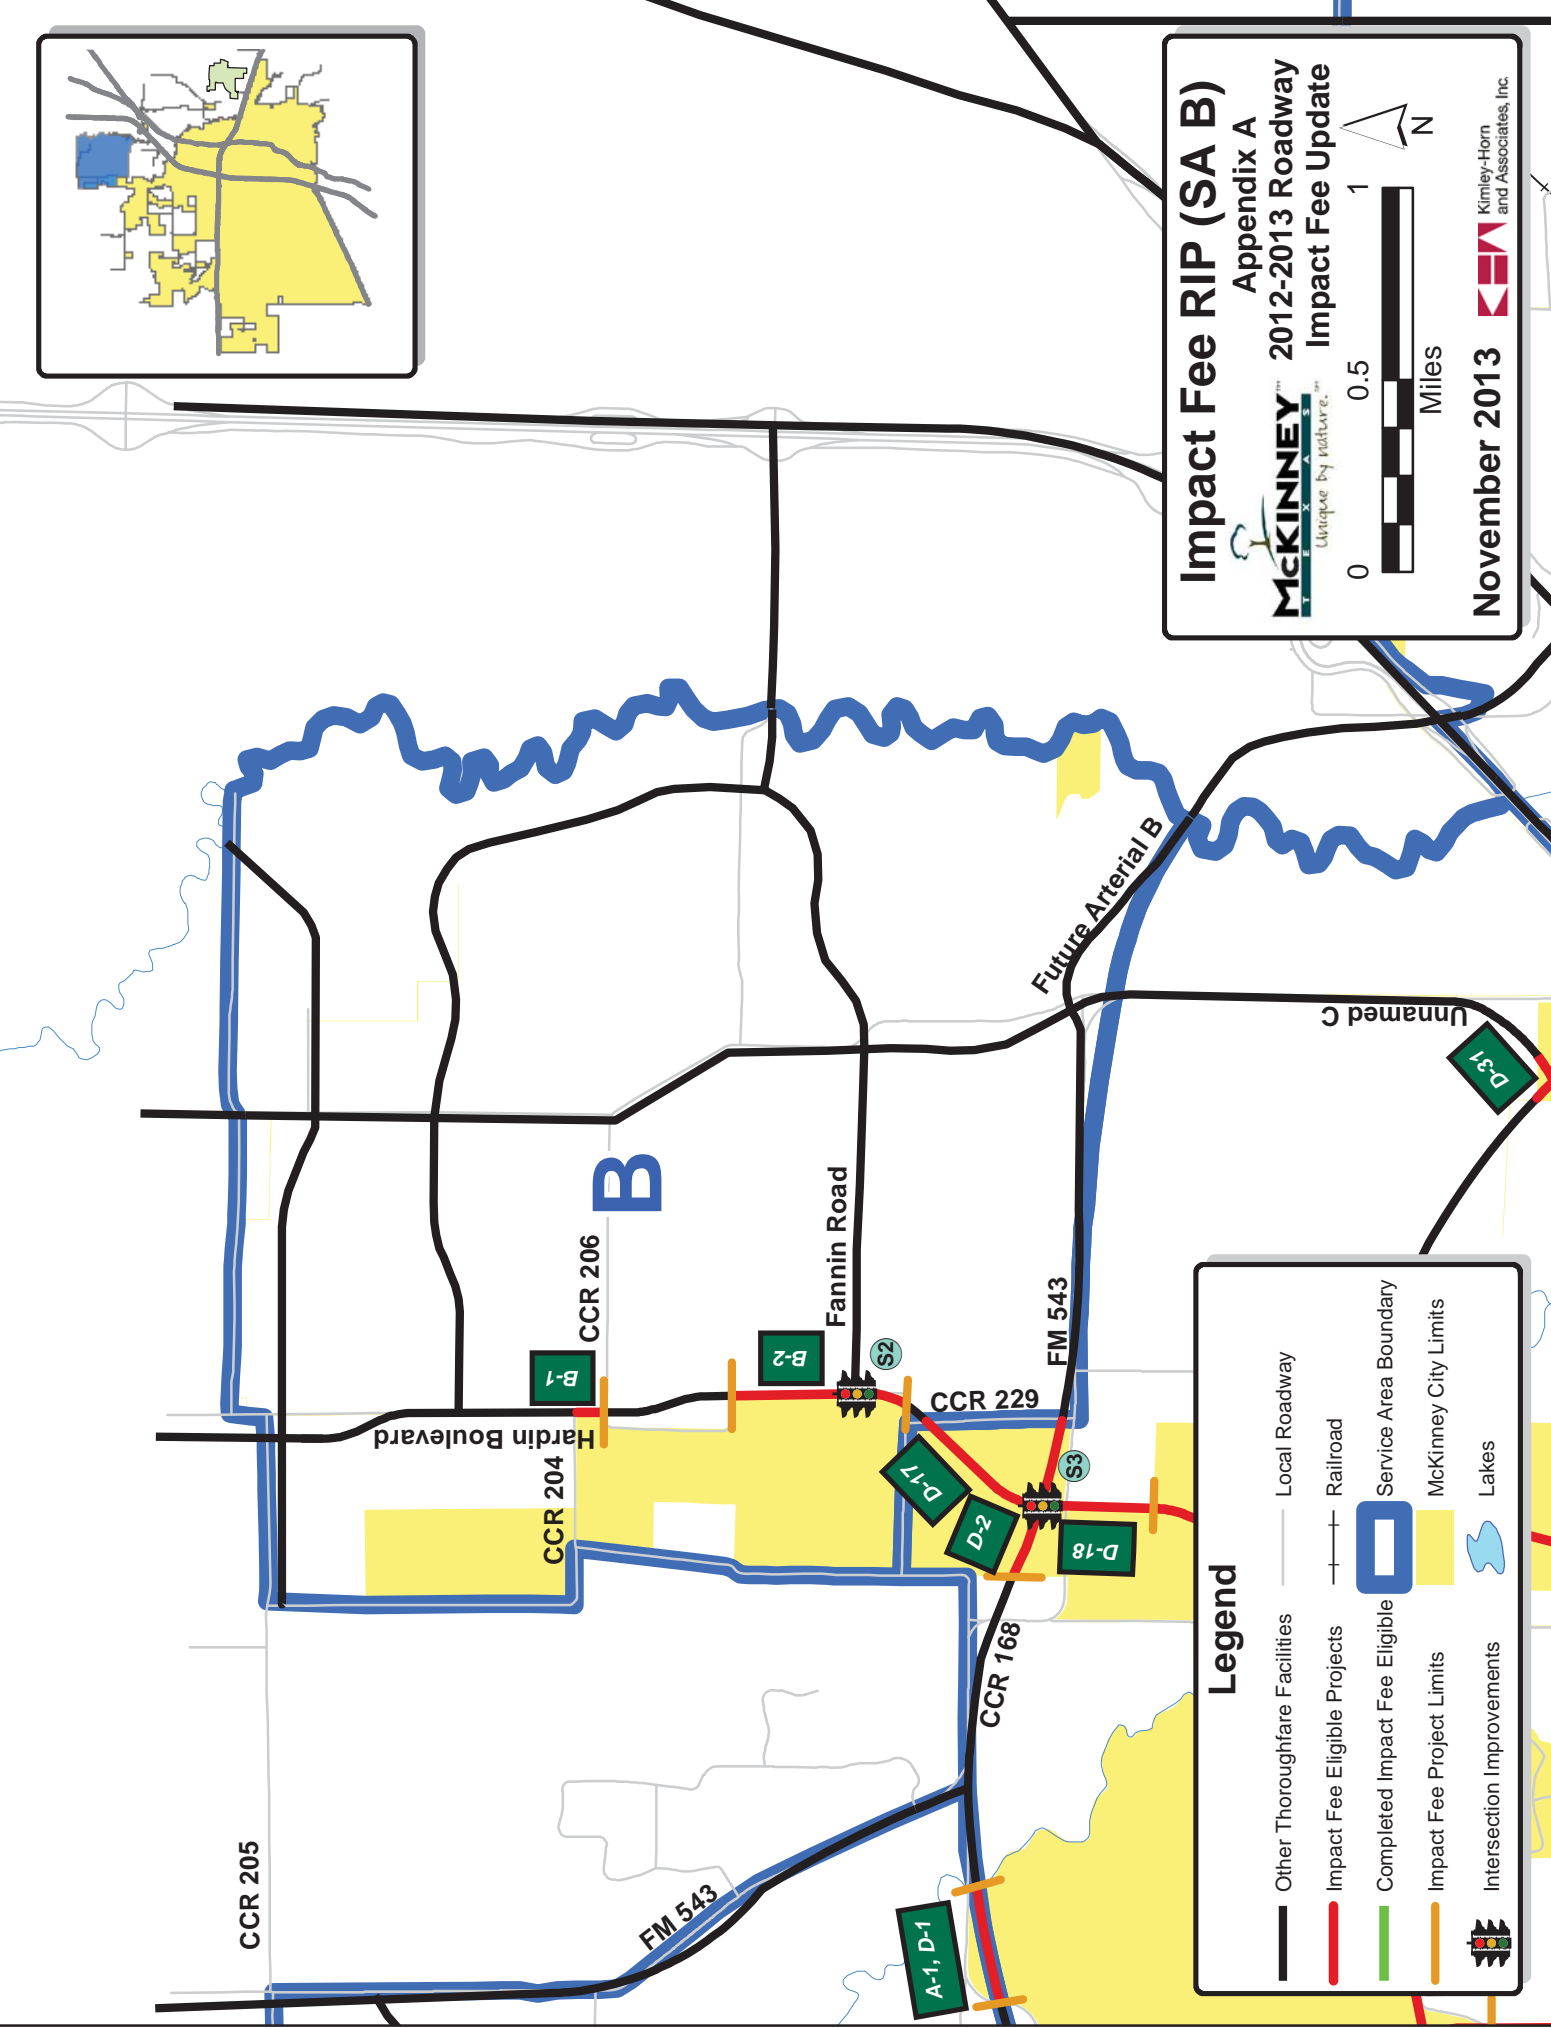 Impact Fee RIP (SA B)
Appendix A
2012-2013 Roadway
Impact Fee Update
McKINNEY™
TEXAS
Unique by nature.™
0
0.5
1
Miles
N
November 2013
Kimley-Horn
and Associates, Inc.
CCR 205
FM 543
A-1, D-1
CCR 168
CCR 204
Hardin Boulevard
B-1
CCR 206
B
B-2
Fannin Road
S2
CCR 229
D-17
D-2
D-18
S3
FM 543
Future Arterial B
Unnamed C
D-31
Legend
Other Thoroughfare Facilities
Impact Fee Eligible Projects
Completed Impact Fee Eligible
Impact Fee Project Limits
Intersection Improvements
Local Roadway
Railroad
Service Area Boundary
McKinney City Limits
Lakes